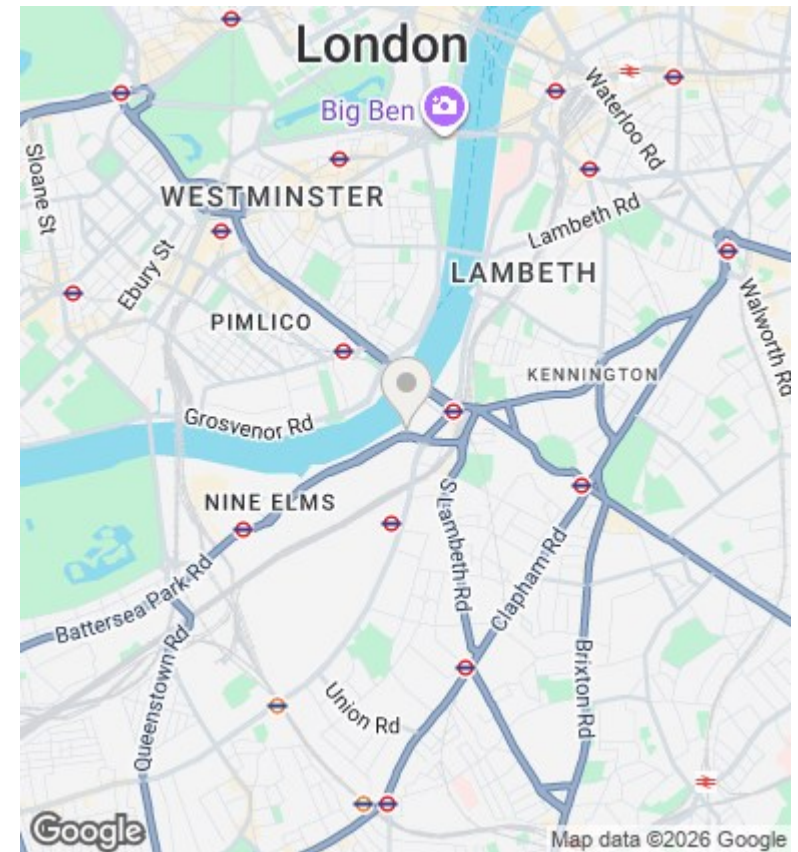 London
Big Ben
Waterloo Rd
Sloane St
WESTMINSTER
Lambeth Rd
Ebury St
LAMBETH
Walworth Rd
PIMLICO
KENNINGTON
Grosvenor Rd
NINE ELMS
S Lambeth Rd
Clapham Rd
Battersea Park Rd
Queenstown Rd
Brixton Rd
Union Rd
Google
Map data ©2026 Google